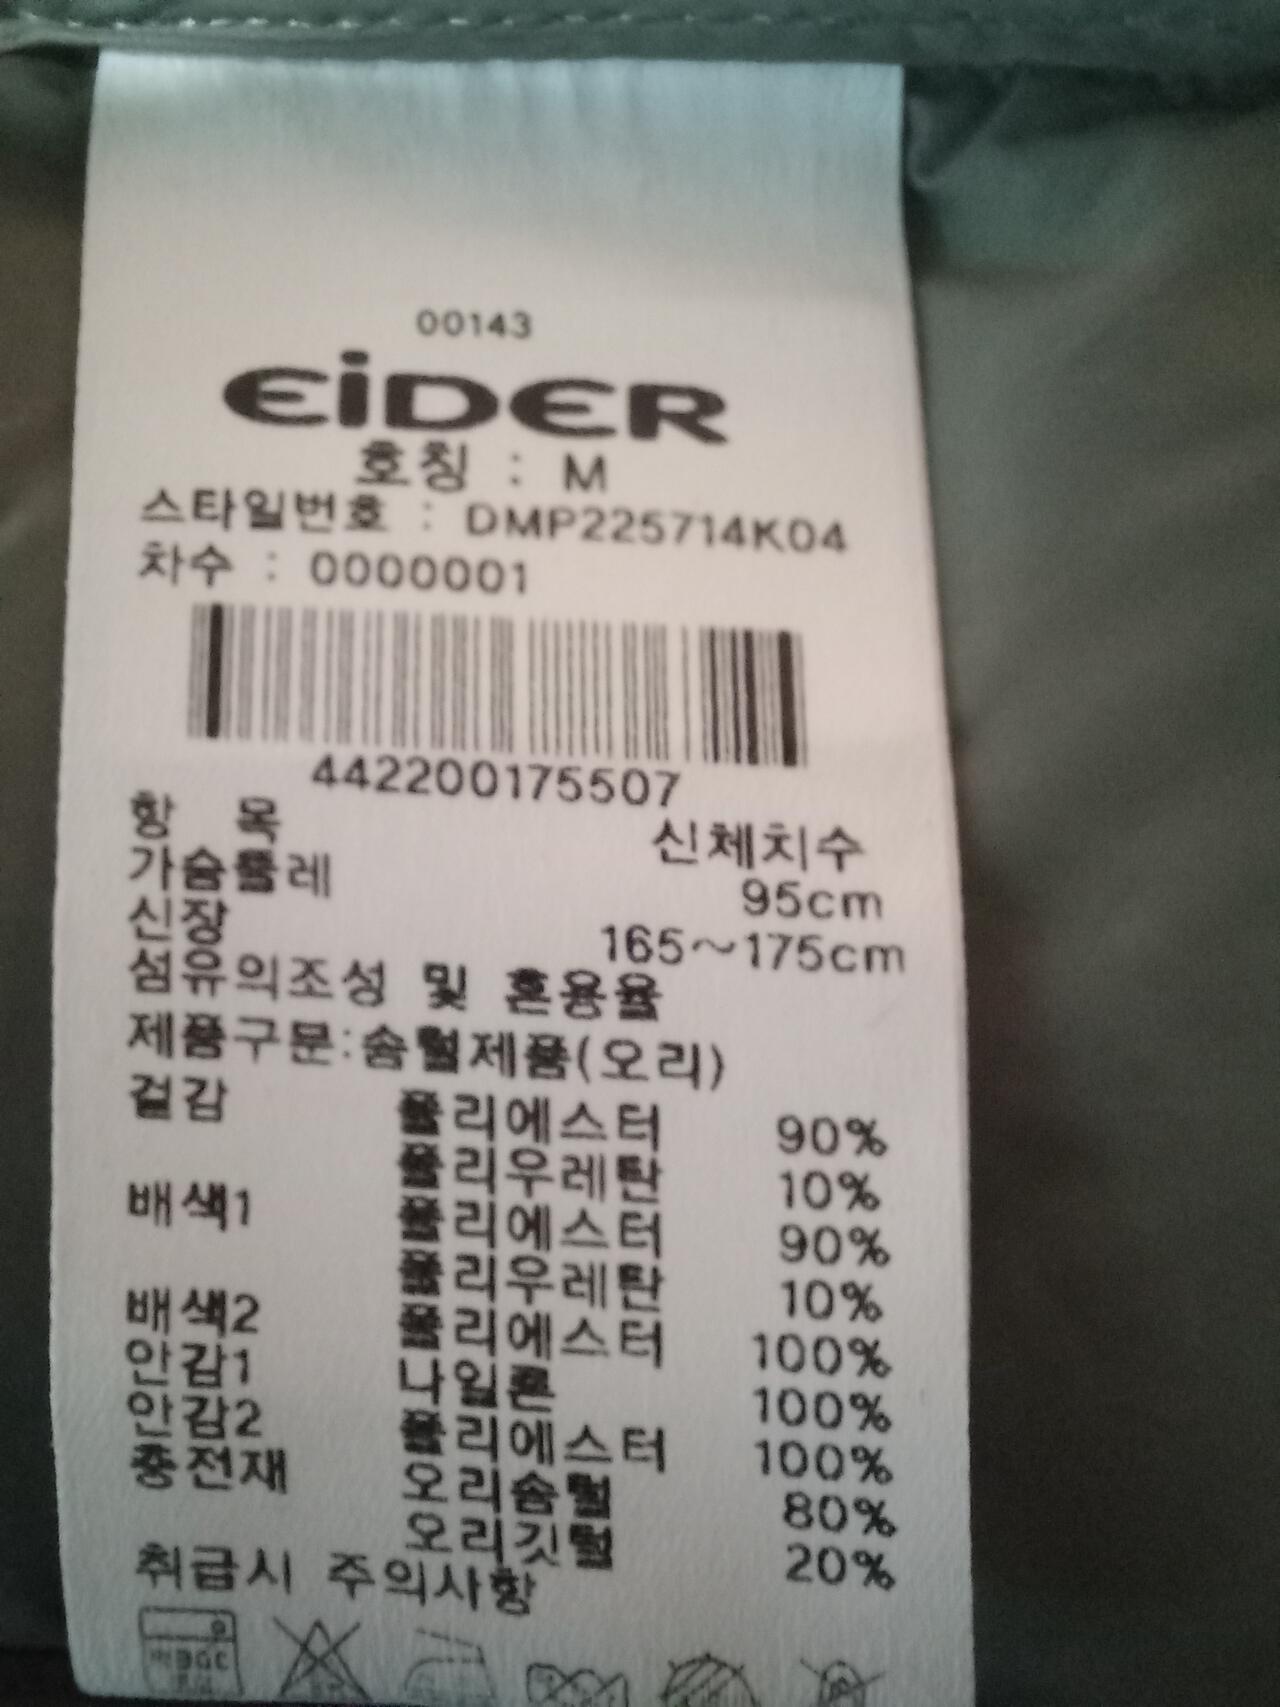 00143
EiDER
호칭 : M
스타일번호 : DMP225714K04
차수 : 0000001
442200175507
항 목 신체치수
가슴둘레 95cm
신장 165~175cm
섬유의조성 및 혼용율
제품구분:솜털제품(오리)
겉감 폴리에스터 90%
폴리우레탄 10%
배색1 폴리에스터 90%
폴리우레탄 10%
배색2 폴리에스터 100%
안감1 나일론 100%
안감2 폴리에스터 100%
충전재 오리솜털 80%
오리깃털 20%
취급시 주의사항